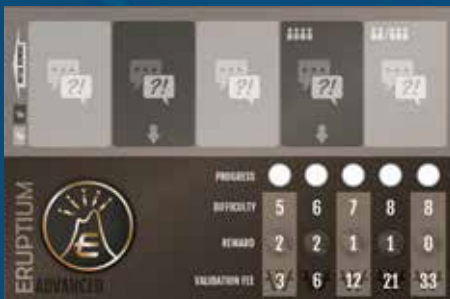 ?! ?! ?! ?! ?!
PROGRESS
DIFFICULTY 5 6 7 8 8
REWARD 2 2 1 1 0
VALIDATION FEE 3 6 12 21 33
ERUPTIUM
E
ADVANCED